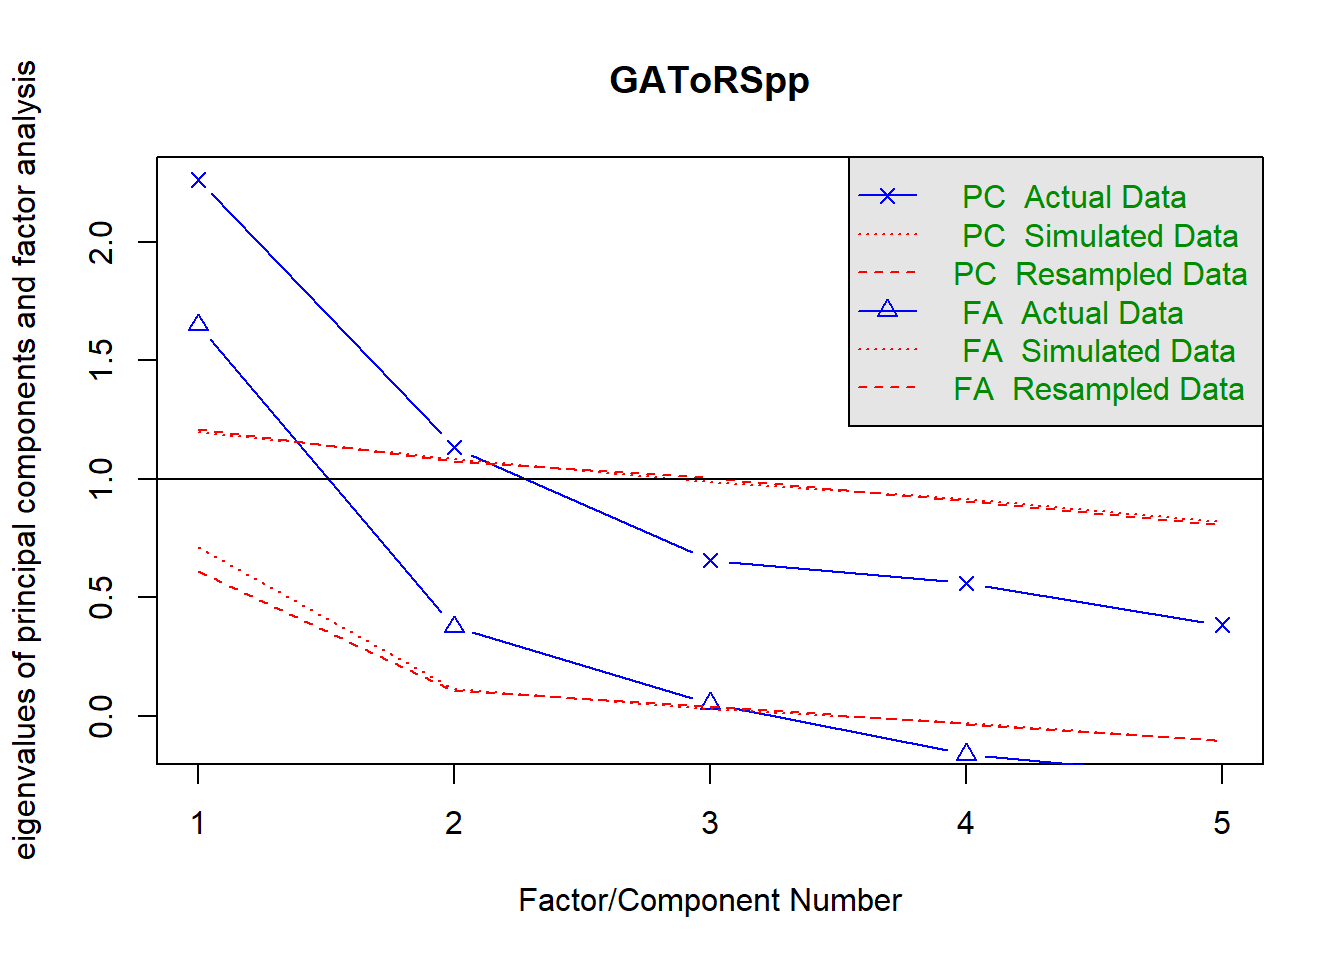 GAToRSpp
eigenvalues of principal components and factor analysis
2.0
1.5
1.0
0.5
0.0
PC Actual Data
PC Simulated Data
PC Resampled Data
FA Actual Data
FA Simulated Data
FA Resampled Data
1 2 3 4 5
Factor/Component Number